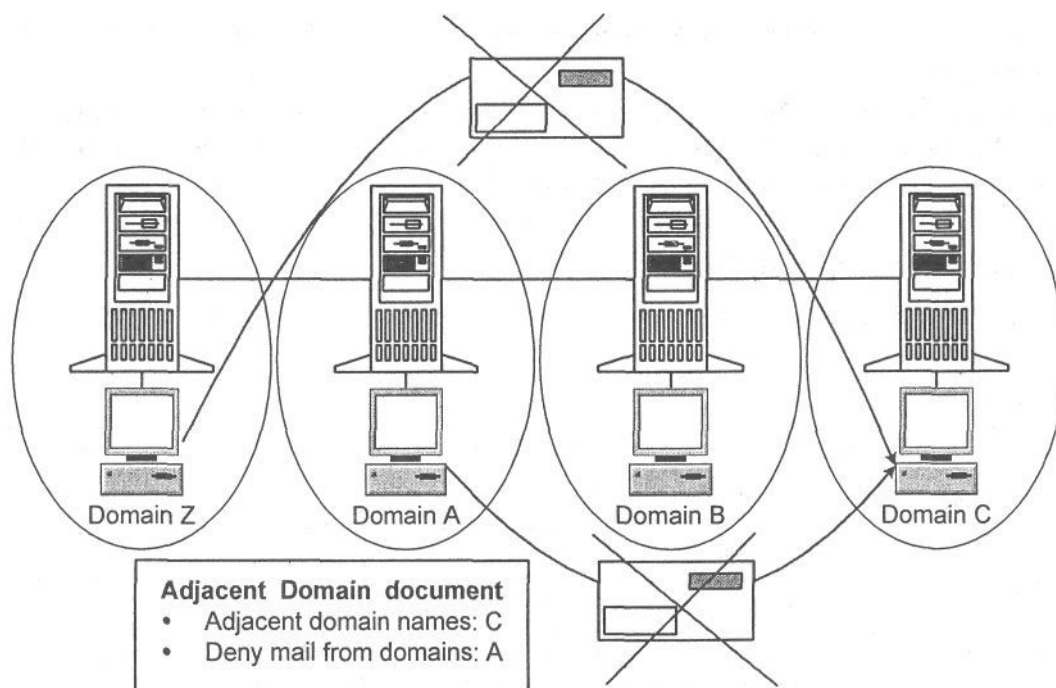 Domain Z
Domain A
Domain B
Domain C
Adjacent Domain document
• Adjacent domain names: C
• Deny mail from domains: A